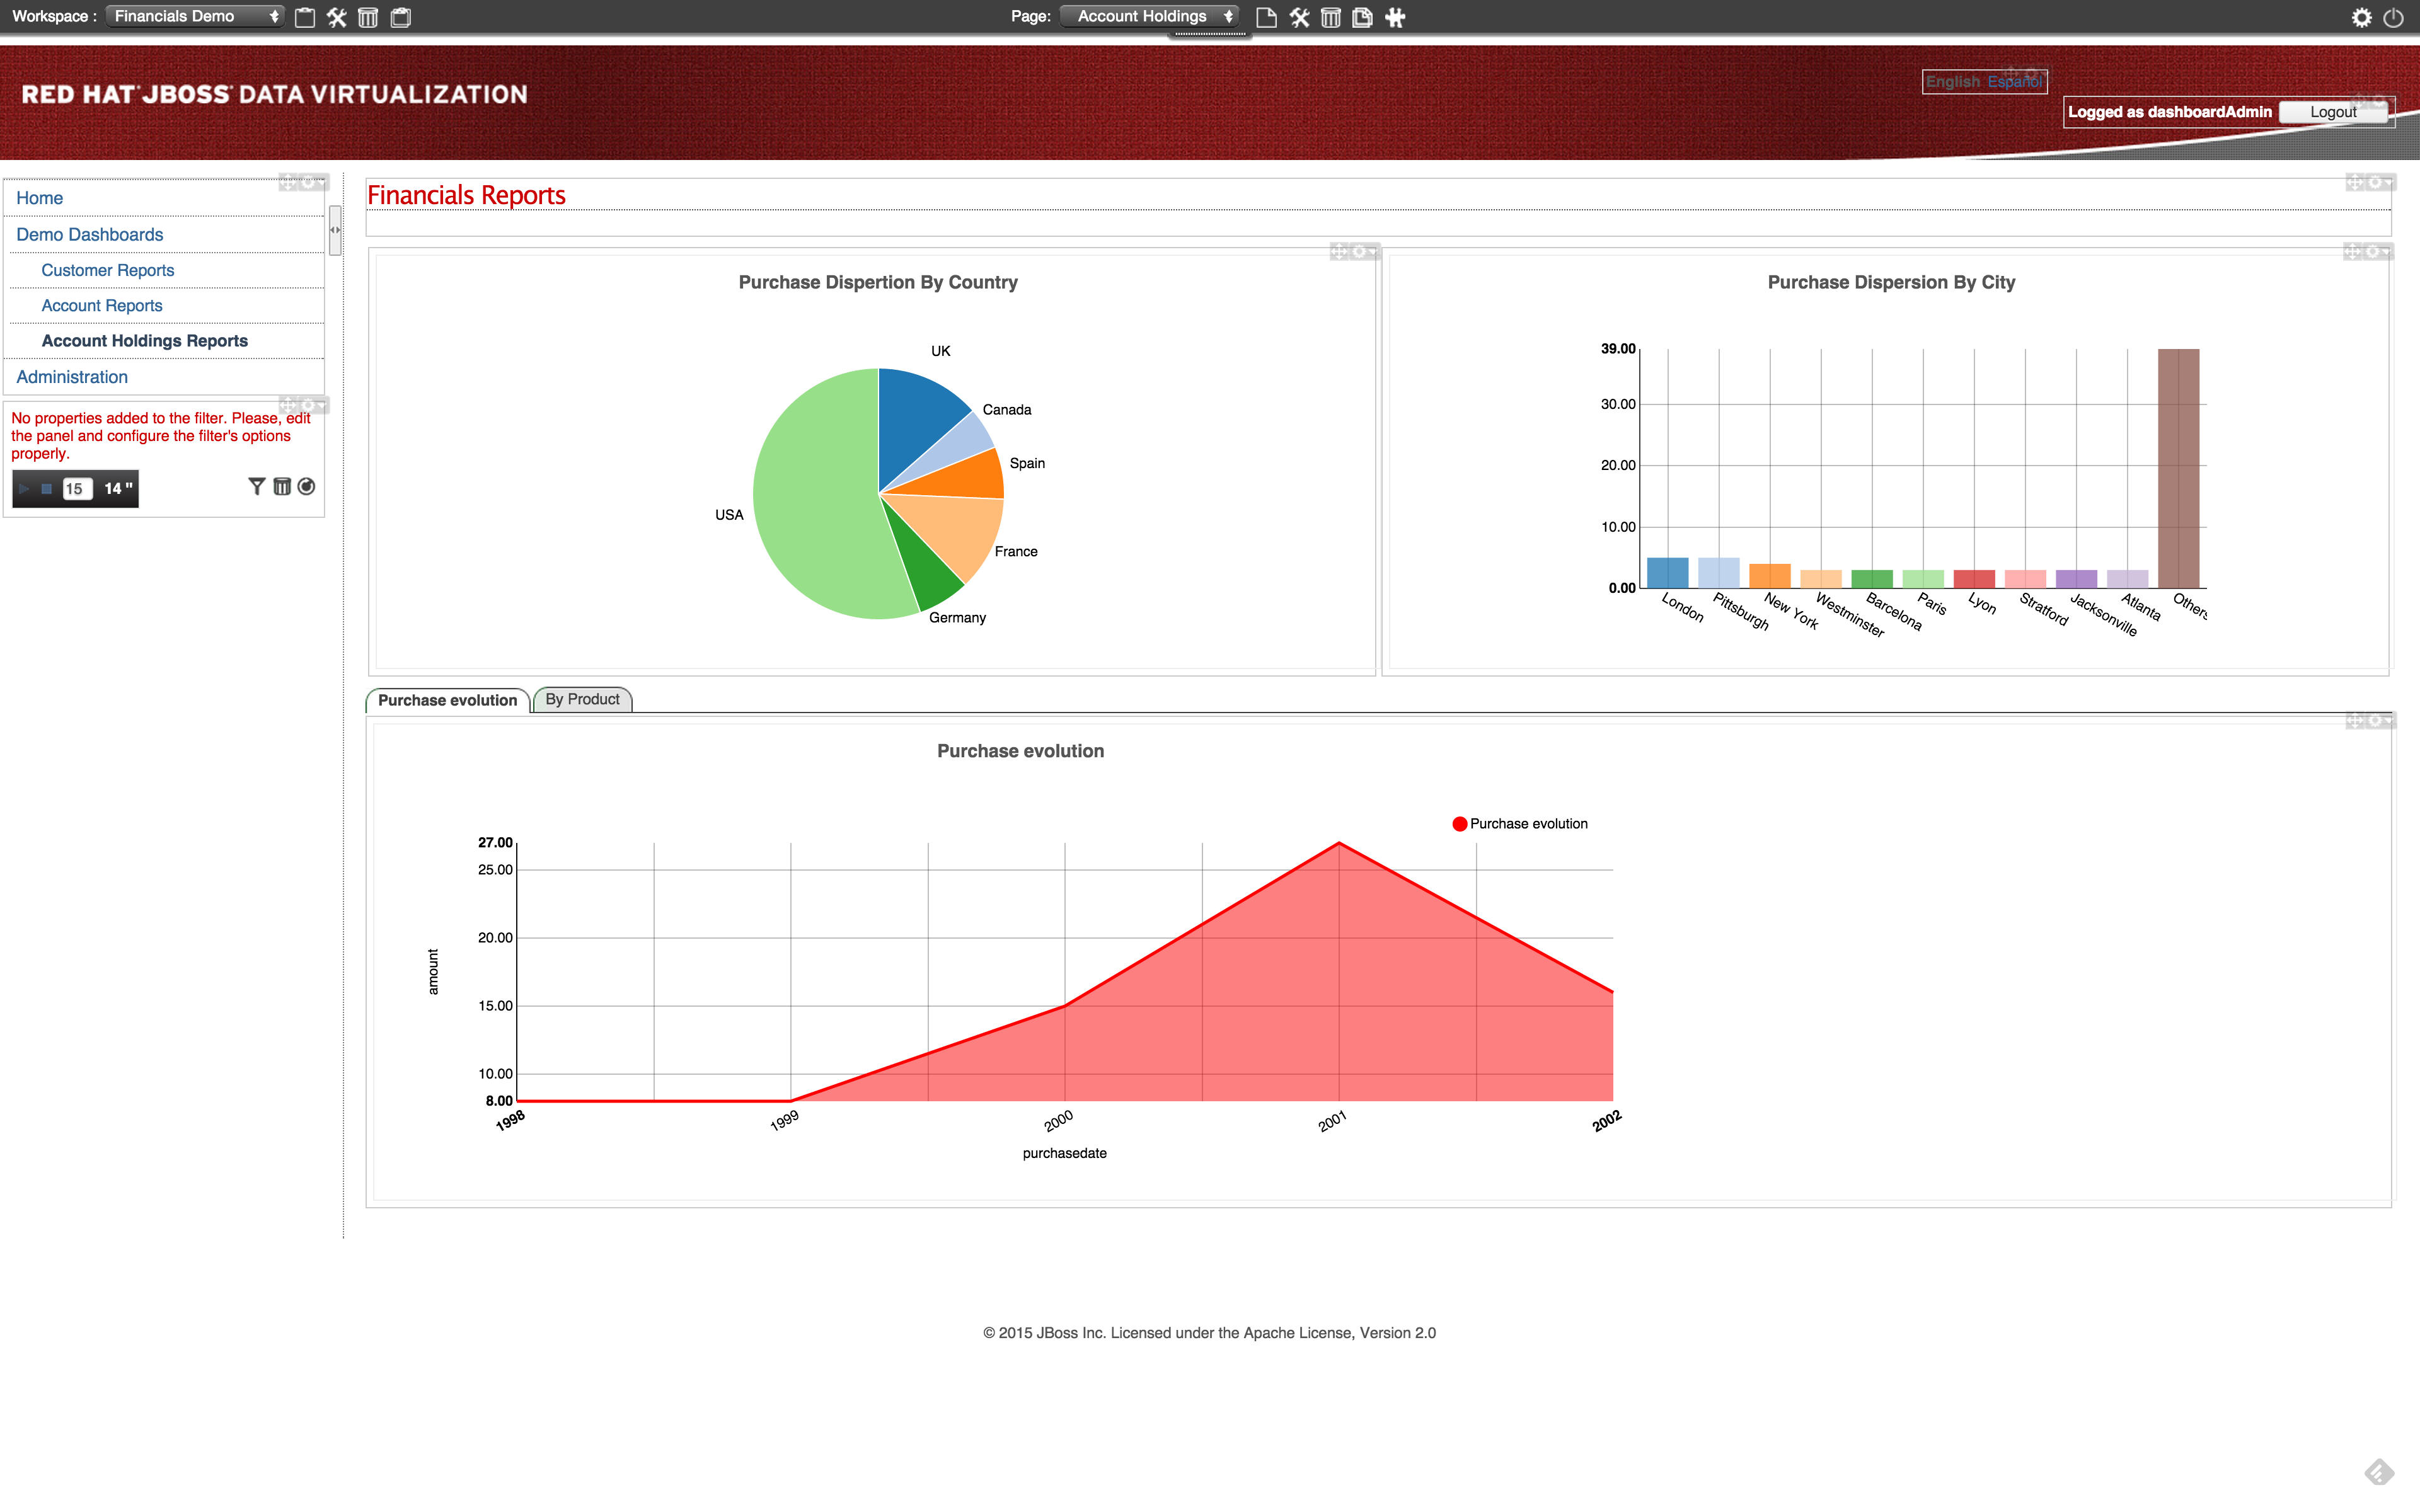 Workspace : Financials Demo
Page: Account Holdings
RED HAT JBOSS DATA VIRTUALIZATION
English Español
Logged as dashboardAdmin Logout
Home
Demo Dashboards
Customer Reports
Account Reports
Account Holdings Reports
Administration
No properties added to the filter. Please, edit
the panel and configure the filter's options
properly.
15 14 "
Financials Reports
Purchase Dispertion By Country
UK
Canada
Spain
USA
France
Germany
Purchase Dispersion By City
39.00
30.00
20.00
10.00
0.00
London
Pittsburgh
New York
Westminster
Barcelona
Paris
Lyon
Stratford
Jacksonville
Atlanta
Others
Purchase evolution
By Product
Purchase evolution
Purchase evolution
27.00
25.00
20.00
15.00
10.00
8.00
amount
1998
1999
2000
2001
2002
purchasedate
© 2015 JBoss Inc. Licensed under the Apache License, Version 2.0